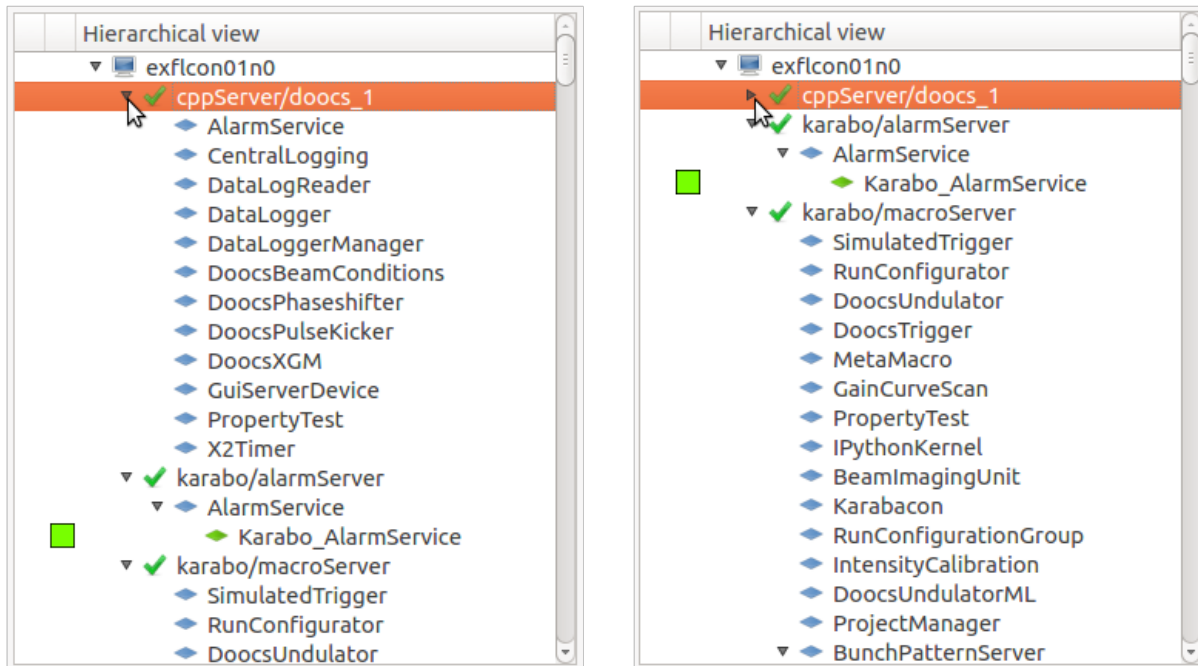 Hierarchical view
exflcon01n0
cppServer/doocs_1
AlarmService
CentralLogging
DataLogReader
DataLogger
DataLoggerManager
DoocsBeamConditions
DoocsPhaseshifter
DoocsPulseKicker
DoocsXGM
GuiServerDevice
PropertyTest
X2Timer
karabo/alarmServer
AlarmService
Karabo_AlarmService
karabo/macroServer
SimulatedTrigger
RunConfigurator
DoocsUndulator
Hierarchical view
exflcon01n0
cppServer/doocs_1
karabo/alarmServer
AlarmService
Karabo_AlarmService
karabo/macroServer
SimulatedTrigger
RunConfigurator
DoocsUndulator
DoocsTrigger
MetaMacro
GainCurveScan
PropertyTest
IPythonKernel
BeamImagingUnit
Karabacon
RunConfigurationGroup
IntensityCalibration
DoocsUndulatorML
ProjectManager
BunchPatternServer